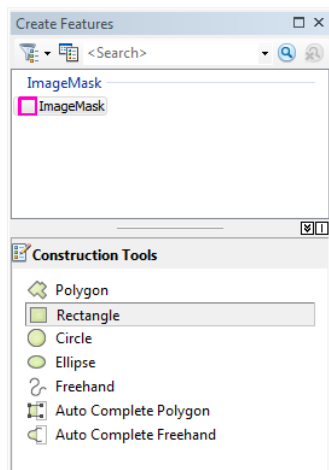 Create Features
<Search>
ImageMask
ImageMask
Construction Tools
Polygon
Rectangle
Circle
Ellipse
Freehand
Auto Complete Polygon
Auto Complete Freehand